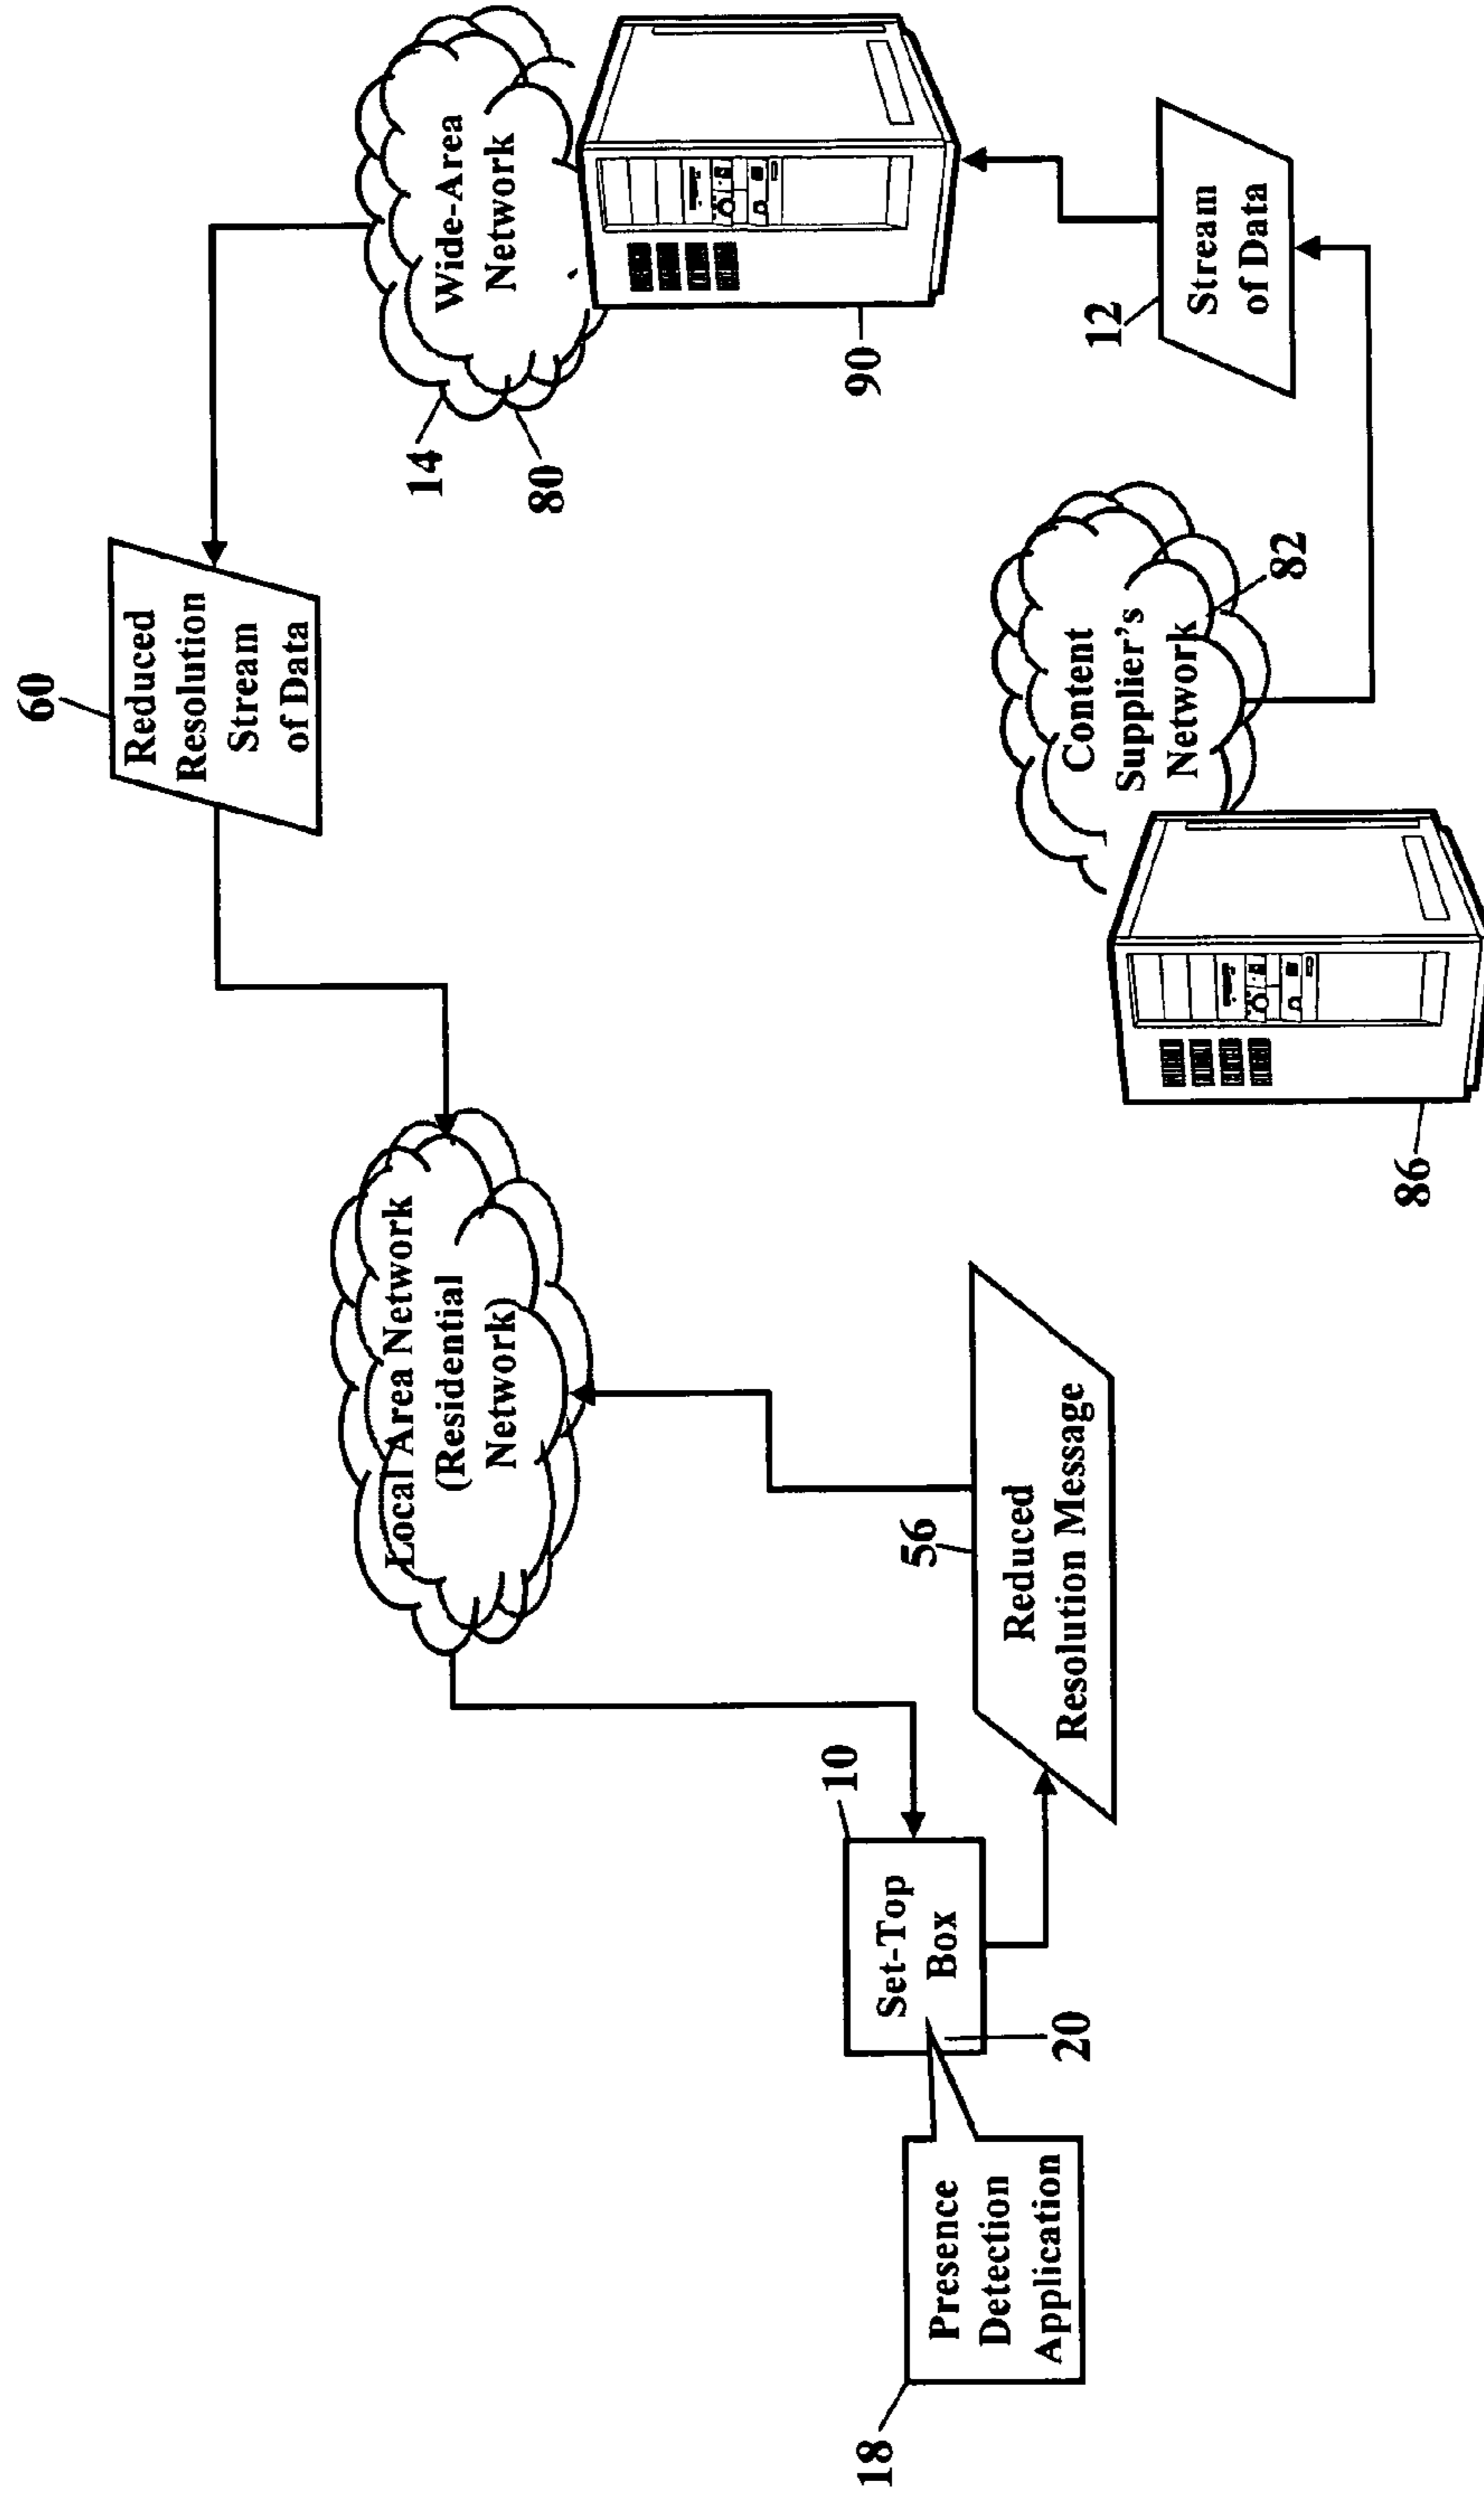 60
Reduced
Resolution
Stream
of Data
14
80
Wide-Area
Network
90
12
Stream
of Data
Content
Supplier's
Network
82
86
Local Area Network
(Residential
Network)
56
Reduced
Resolution Message
10
Set-Top
Box
20
18
Presence
Detection
Application